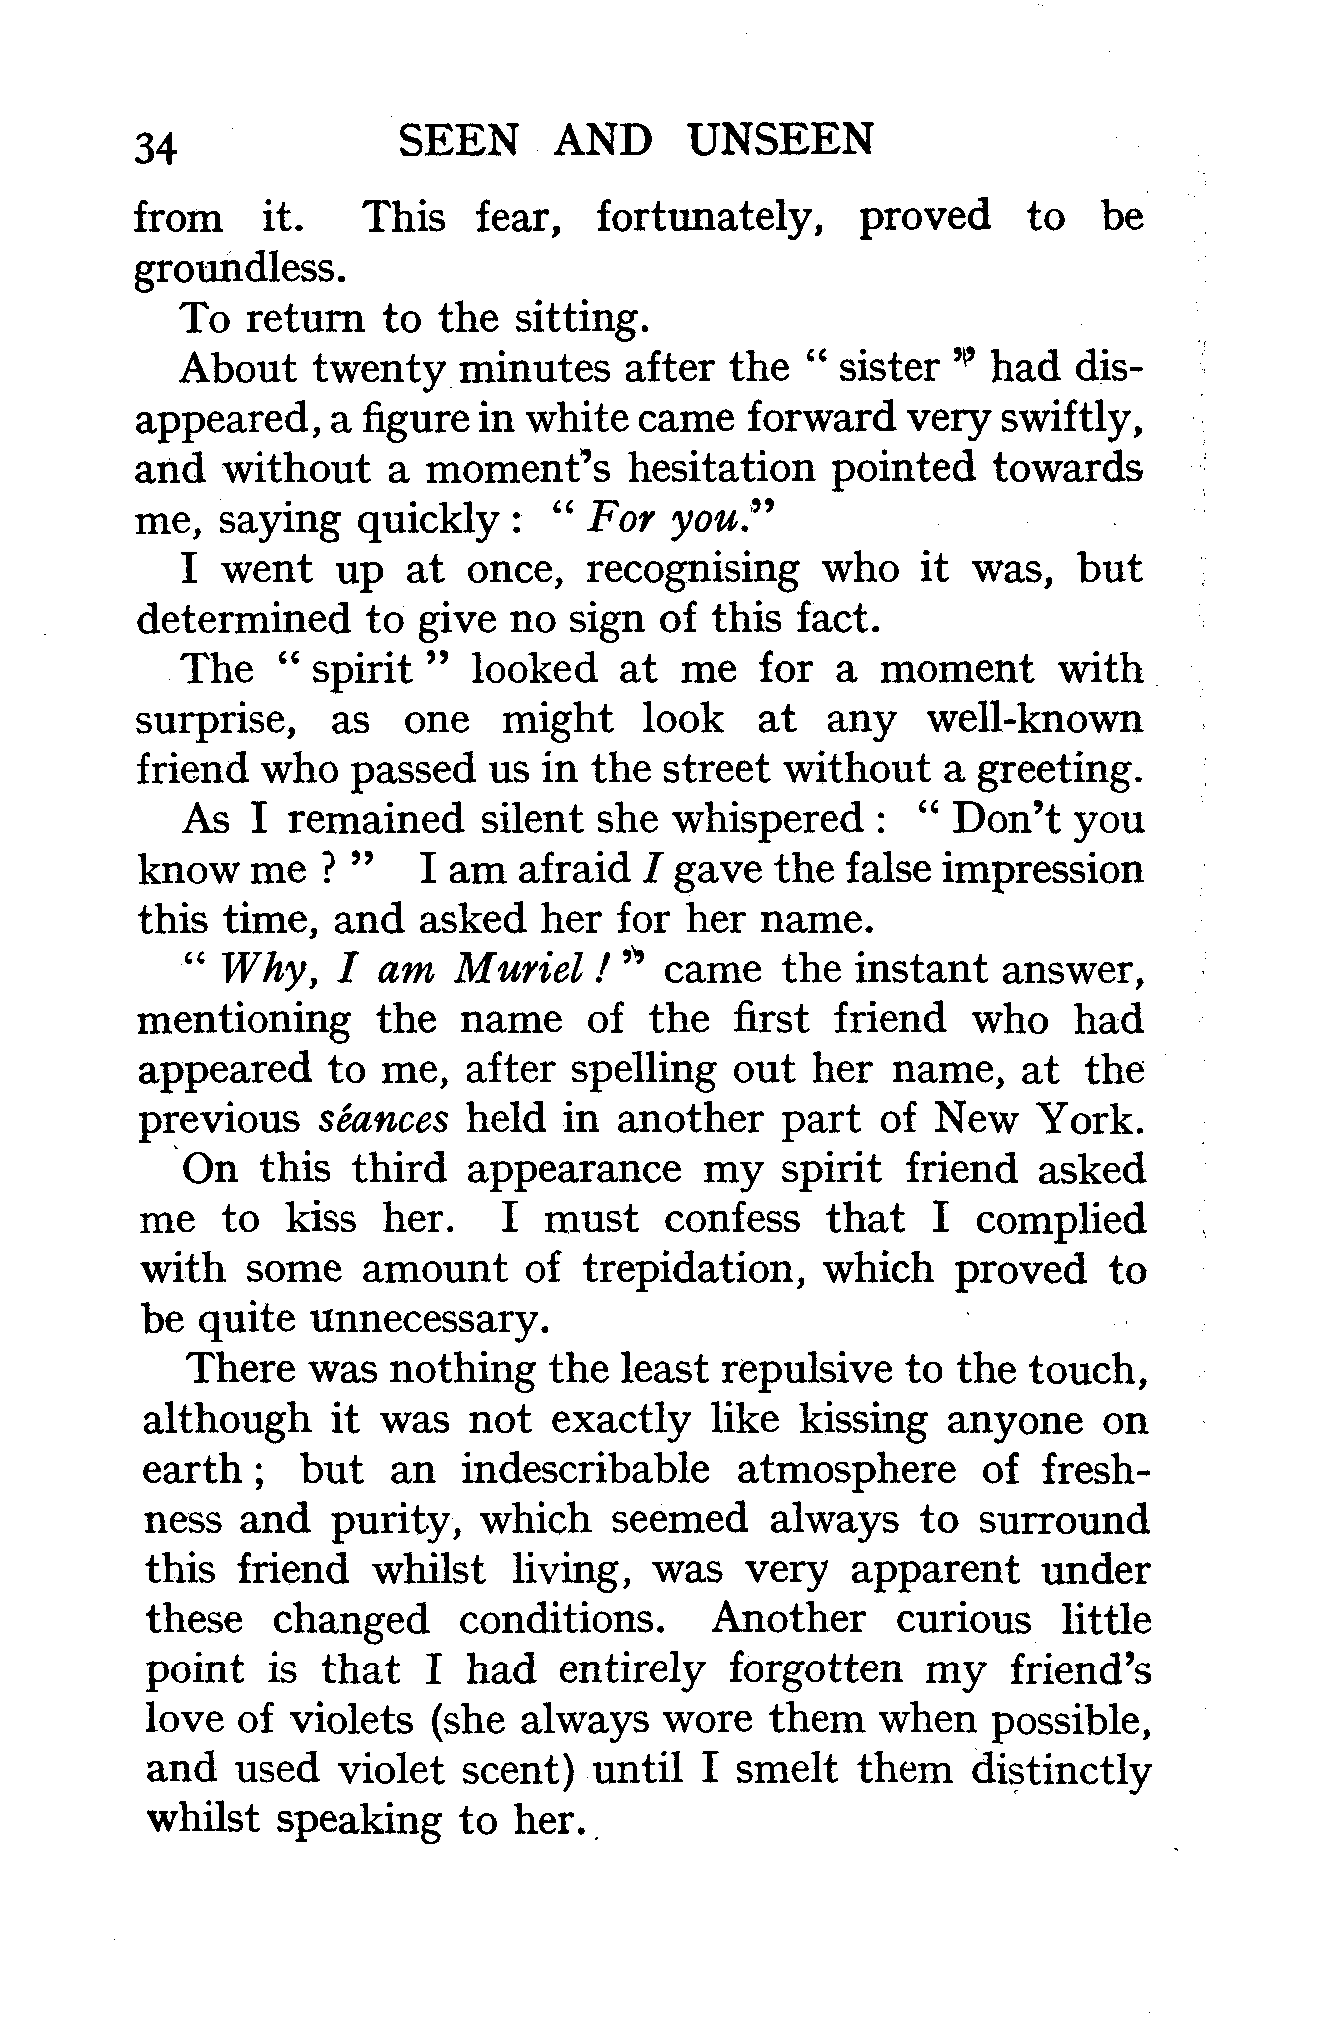 34 SEEN AND UNSEEN
from it. This fear, fortunately, proved to be
groundless.
To return to the sitting.
About twenty minutes after the " sister " had dis-
appeared, a figure in white came forward very swiftly,
and without a moment's hesitation pointed towards
me, saying quickly : " For you."
I went up at once, recognising who it was, but
determined to give no sign of this fact.
The " spirit " looked at me for a moment with
surprise, as one might look at any well-known
friend who passed us in the street without a greeting.
As I remained silent she whispered : " Don't you
know me ? " I am afraid I gave the false impression
this time, and asked her for her name.
" Why, I am Muriel ! " came the instant answer,
mentioning the name of the first friend who had
appeared to me, after spelling out her name, at the
previous séances held in another part of New York.
On this third appearance my spirit friend asked
me to kiss her. I must confess that I complied
with some amount of trepidation, which proved to
be quite unnecessary.
There was nothing the least repulsive to the touch,
although it was not exactly like kissing anyone on
earth ; but an indescribable atmosphere of fresh-
ness and purity, which seemed always to surround
this friend whilst living, was very apparent under
these changed conditions. Another curious little
point is that I had entirely forgotten my friend's
love of violets (she always wore them when possible,
and used violet scent) until I smelt them distinctly
whilst speaking to her.